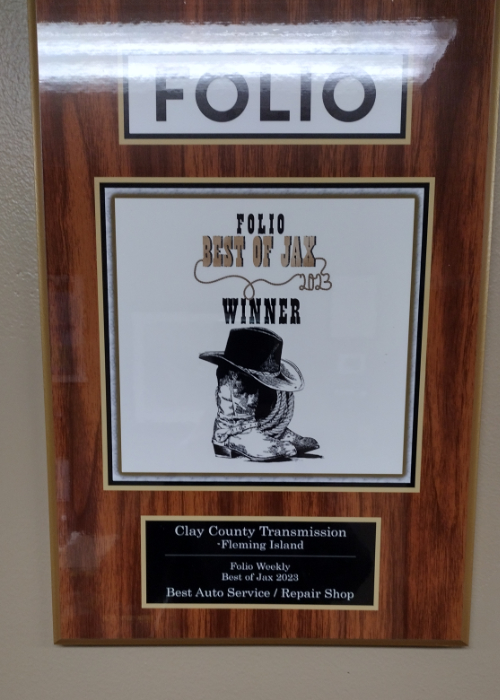 FOLIO
FOLIO
BEST OF JAX
2023
WINNER
Clay County Transmission
-Fleming Island
Folio Weekly
Best of Jax 2023
Best Auto Service / Repair Shop